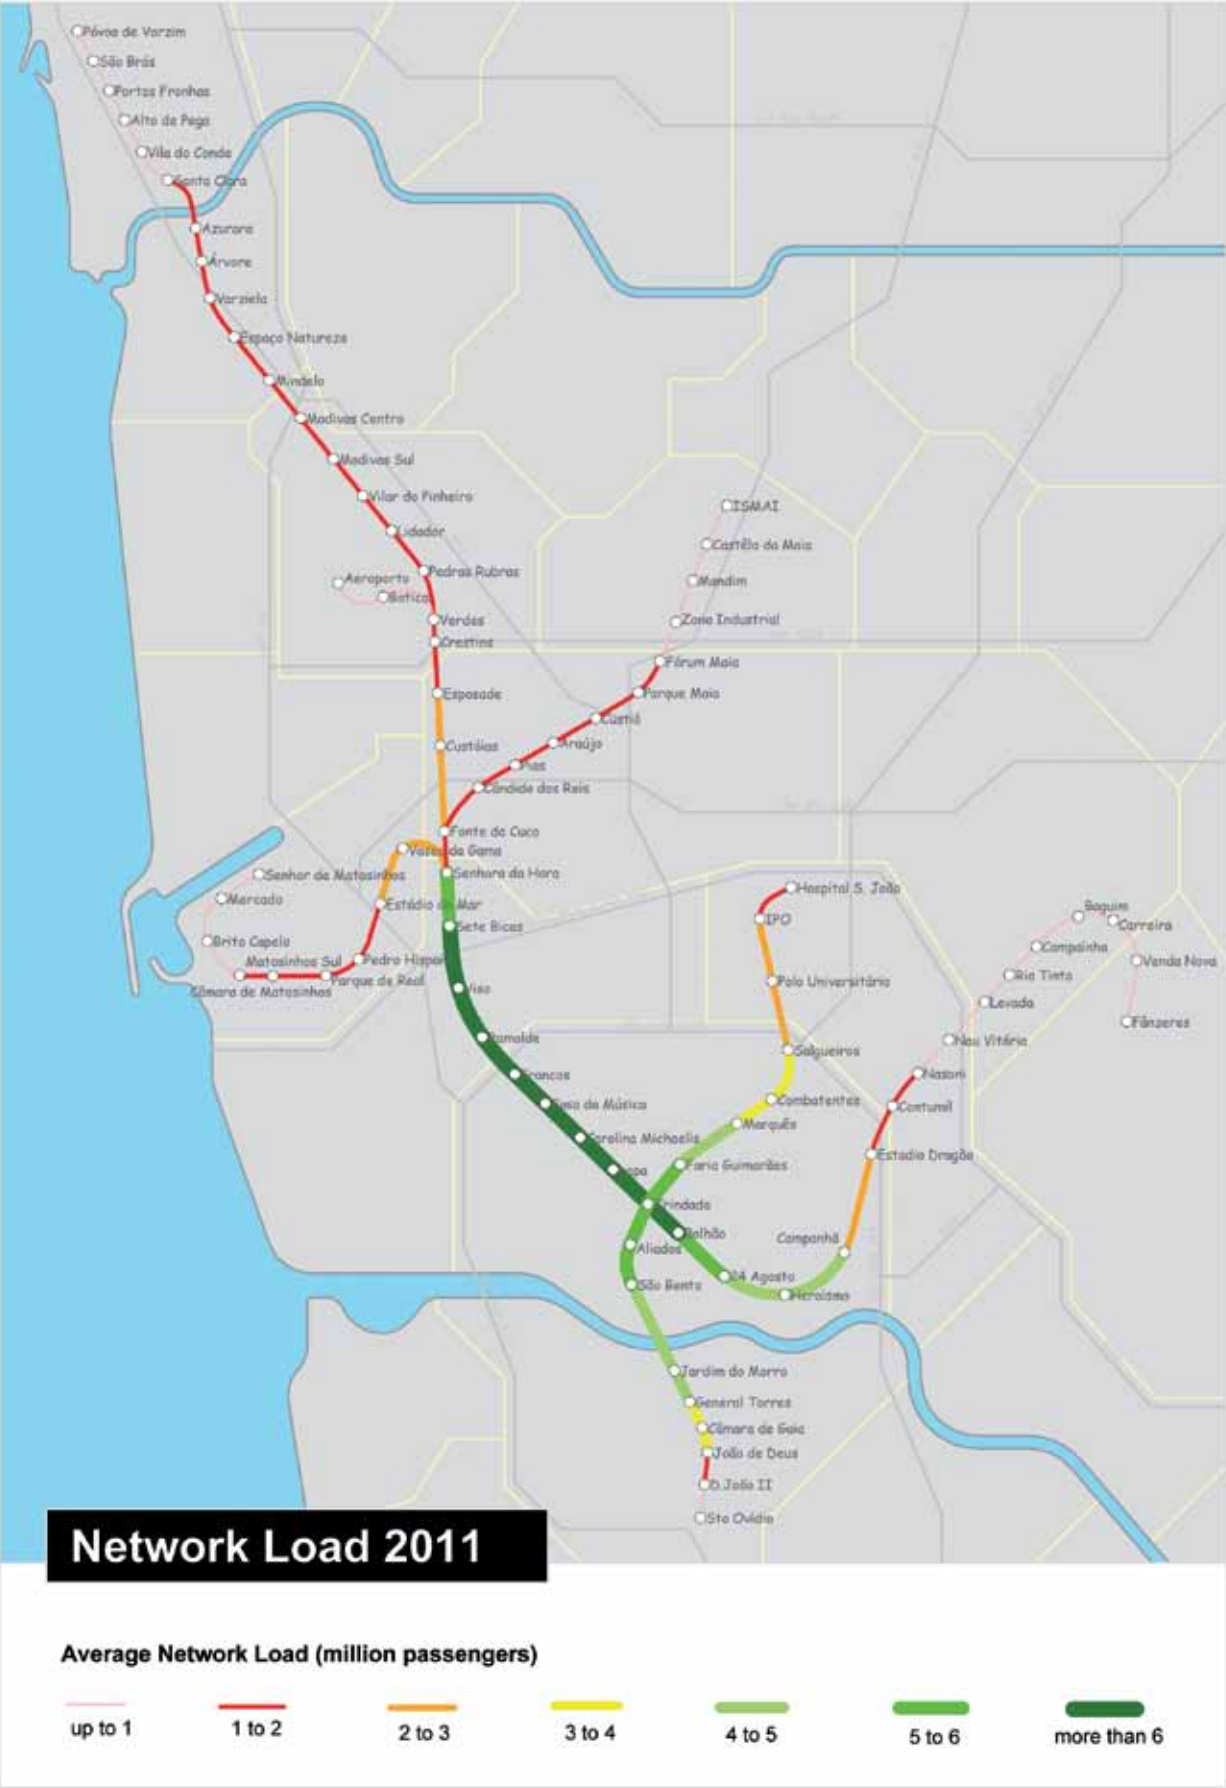 Póvoa de Varzim
São Brás
Portas Fronhas
Alto de Pega
Vila do Conde
Santa Clara
Azurara
Árvore
Varziela
Espaço Natureza
Mindelo
Modivas Centro
Modivas Sul
Vilar do Pinheiro
Lidador
Pedras Rubras
Aeroporto
Botica
Verdes
Crestins
Esposade
Custóias
ISMAI
Castêlo da Maia
Mandim
Zona Industrial
Fórum Maia
Parque Maia
Custió
Araújo
Pias
Cândido dos Reis
Fonte do Cuco
Vasco da Gama
Senhora da Hora
Senhor de Matosinhos
Mercado
Estádio do Mar
Sete Bicas
Brito Capelo
Matosinhos Sul
Pedro Hispano
Parque de Real
Câmara de Matosinhos
Viso
Ramalde
Francos
Casa da Música
Carolina Michaelis
Lapa
Trindade
Bolhão
24 Agosto
Heroísmo
Campanhã
Estadio Dragão
Contumil
Nasoni
Nau Vitória
Levada
Rio Tinto
Campainha
Baguim
Carreira
Venda Nova
Fânzeres
Hospital S. João
IPO
Polo Universitário
Salgueiros
Combatentes
Marquês
Faria Guimarães
Aliados
São Bento
Jardim do Morro
General Torres
Câmara de Gaia
João de Deus
D.João II
Sto Ovídio
Network Load 2011
Average Network Load (million passengers)
up to 1 1 to 2 2 to 3 3 to 4 4 to 5 5 to 6 more than 6